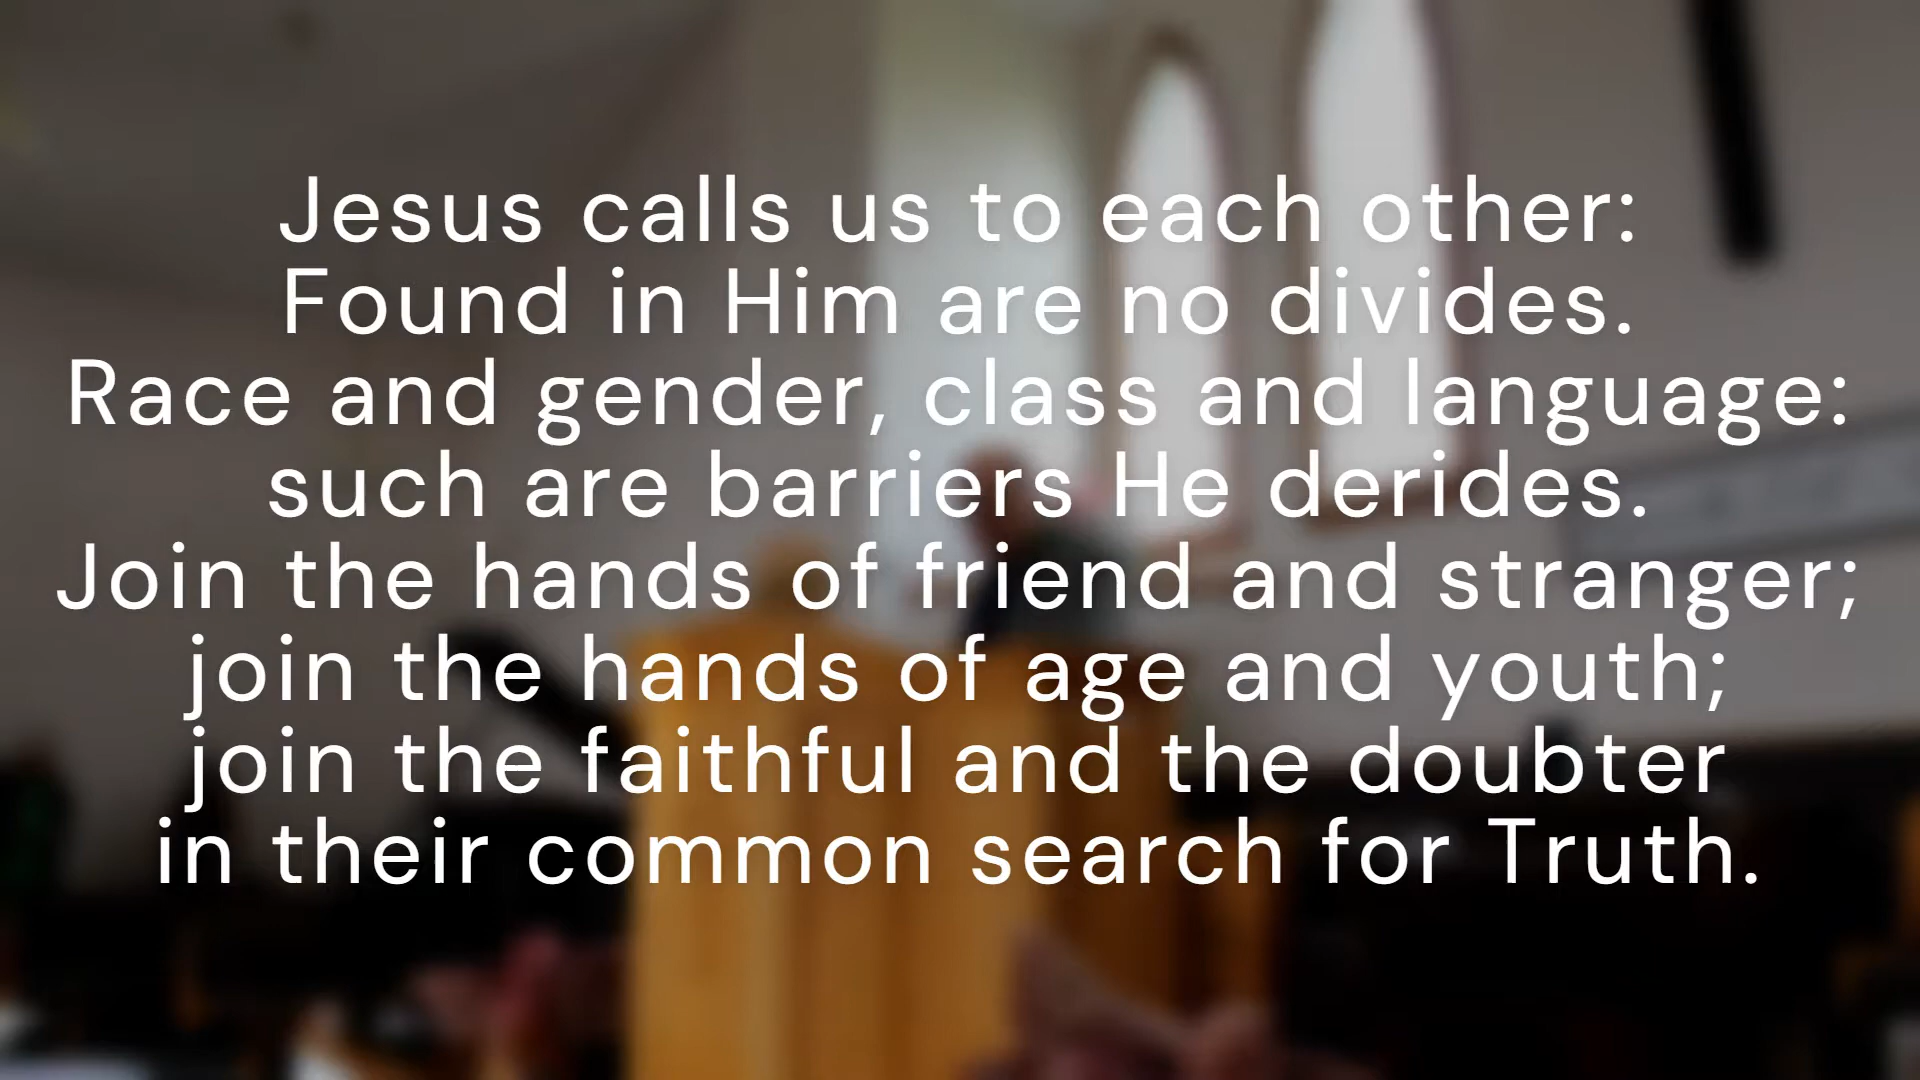 Jesus calls us to each other:
Found in Him are no divides.
Race and gender, class and language:
such are barriers He derides.
Join the hands of friend and stranger;
join the hands of age and youth;
join the faithful and the doubter
in their common search for Truth.